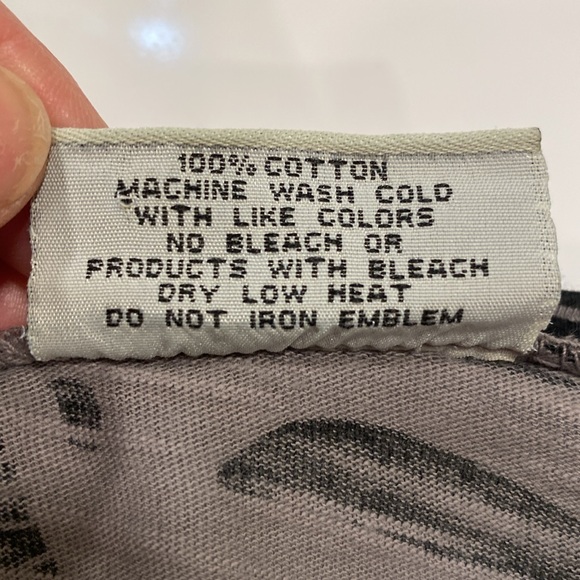 100% COTTON
MACHINE WASH COLD
WITH LIKE COLORS
NO BLEACH OR
PRODUCTS WITH BLEACH
DRY LOW HEAT
DO NOT IRON EMBLEM